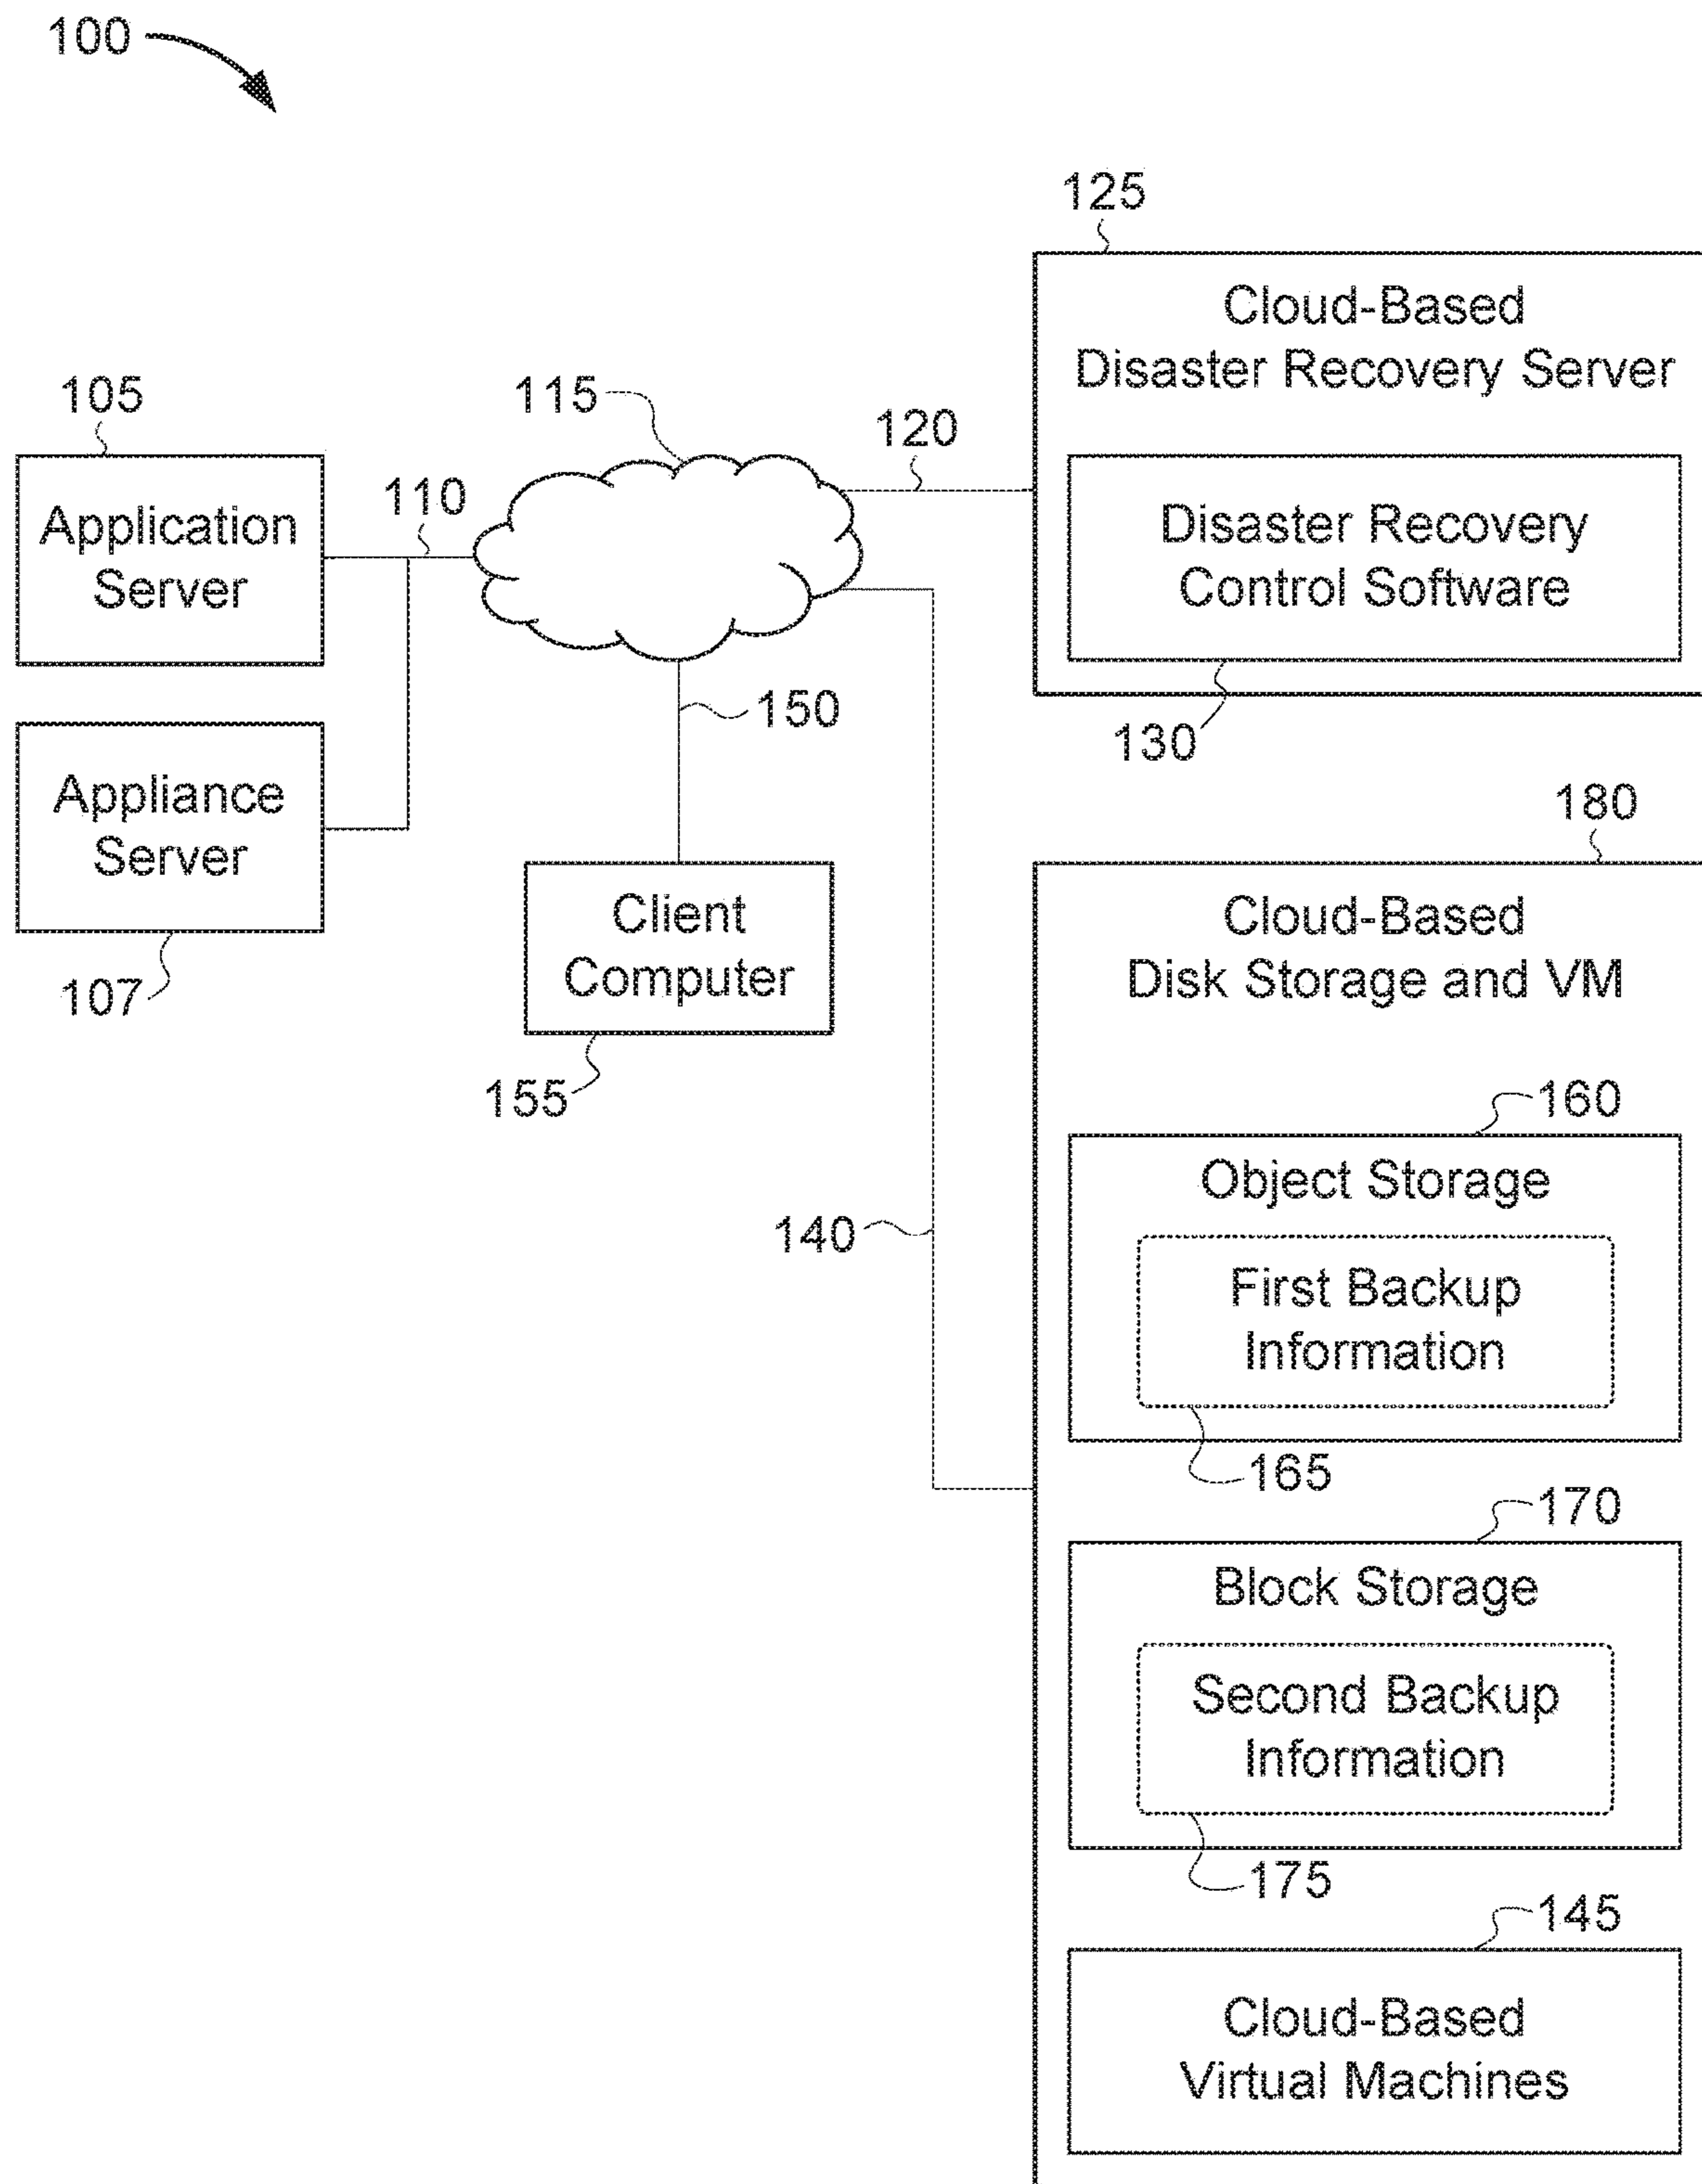 100
125
Cloud-Based
Disaster Recovery Server
105
115
120
110
Application
Server
Disaster Recovery
Control Software
150
130
Appliance
Server
180
107
Client
Computer
Cloud-Based
Disk Storage and VM
155
160
Object Storage
140
First Backup
Information
165
170
Block Storage
Second Backup
Information
175
145
Cloud-Based
Virtual Machines